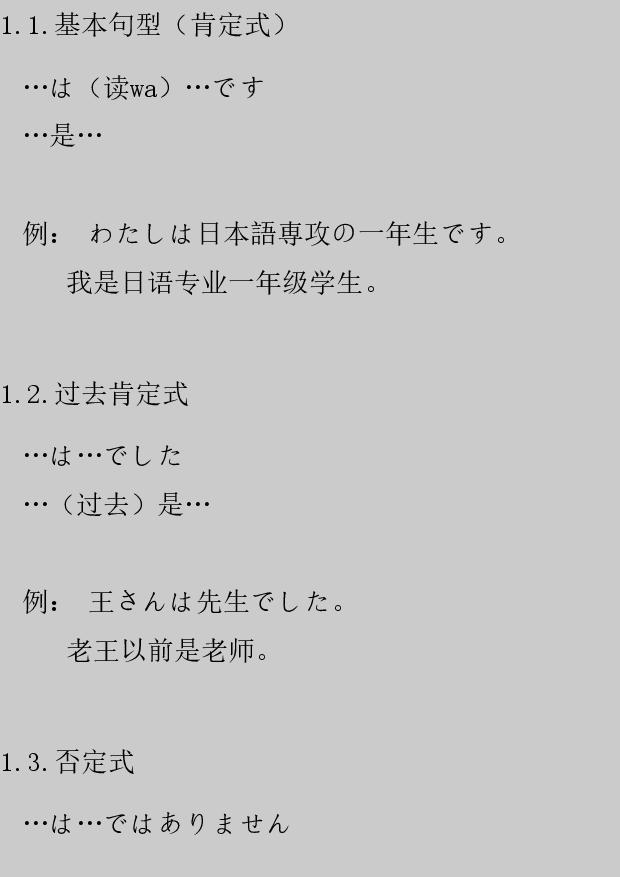 1.1.基本句型（肯定式）
…は（读wa）…です
…是…
例： わたしは日本語専攻の一年生です。
我是日语专业一年级学生。
1.2.过去肯定式
…は…でした
…（过去）是…
例： 王さんは先生でした。
老王以前是老师。
1.3.否定式
…は…ではありません